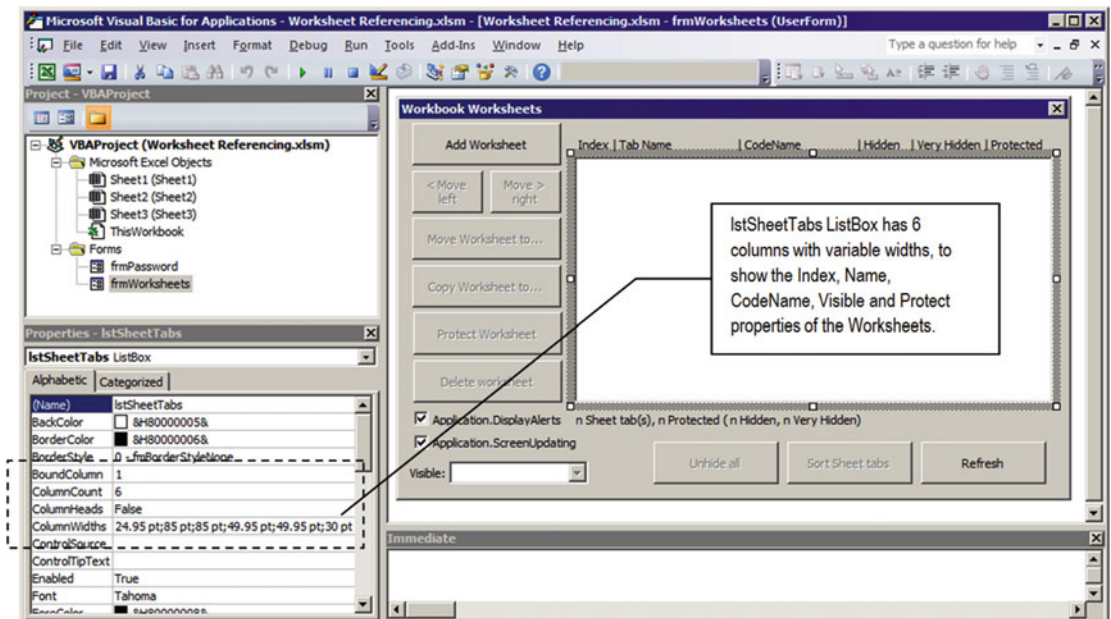 Microsoft Visual Basic for Applications - Worksheet Referencing.xlsm - [Worksheet Referencing.xlsm - frmWorksheets (UserForm)]
File Edit View Insert Format Debug Run Tools Add-Ins Window Help
Type a question for help
Project - VBAProject
VBAProject (Worksheet Referencing.xlsm)
Microsoft Excel Objects
Sheet1 (Sheet1)
Sheet2 (Sheet2)
Sheet3 (Sheet3)
ThisWorkbook
Forms
frmPassword
frmWorksheets
Properties - lstSheetTabs
lstSheetTabs ListBox
Alphabetic Categorized
(Name) lstSheetTabs
BackColor &H80000005&
BorderColor &H80000006&
BorderStyle 0 - fmBorderStyleNone
BoundColumn 1
ColumnCount 6
ColumnHeads False
ColumnWidths 24.95 pt;85 pt;85 pt;49.95 pt;49.95 pt;30 pt
ControlSource
ControlTipText
Enabled True
Font Tahoma
ForeColor &H80000008&
Workbook Worksheets
Add Worksheet
Index | Tab Name | CodeName | Hidden | Very Hidden | Protected
< Move left
Move > right
Move Worksheet to...
Copy Worksheet to...
Protect Worksheet
Delete worksheet
lstSheetTabs ListBox has 6
columns with variable widths, to
show the Index, Name,
CodeName, Visible and Protect
properties of the Worksheets.
Application.DisplayAlerts
n Sheet tab(s), n Protected ( n Hidden, n Very Hidden)
Application.ScreenUpdating
Visible:
Unhide all
Sort Sheet tabs
Refresh
Immediate